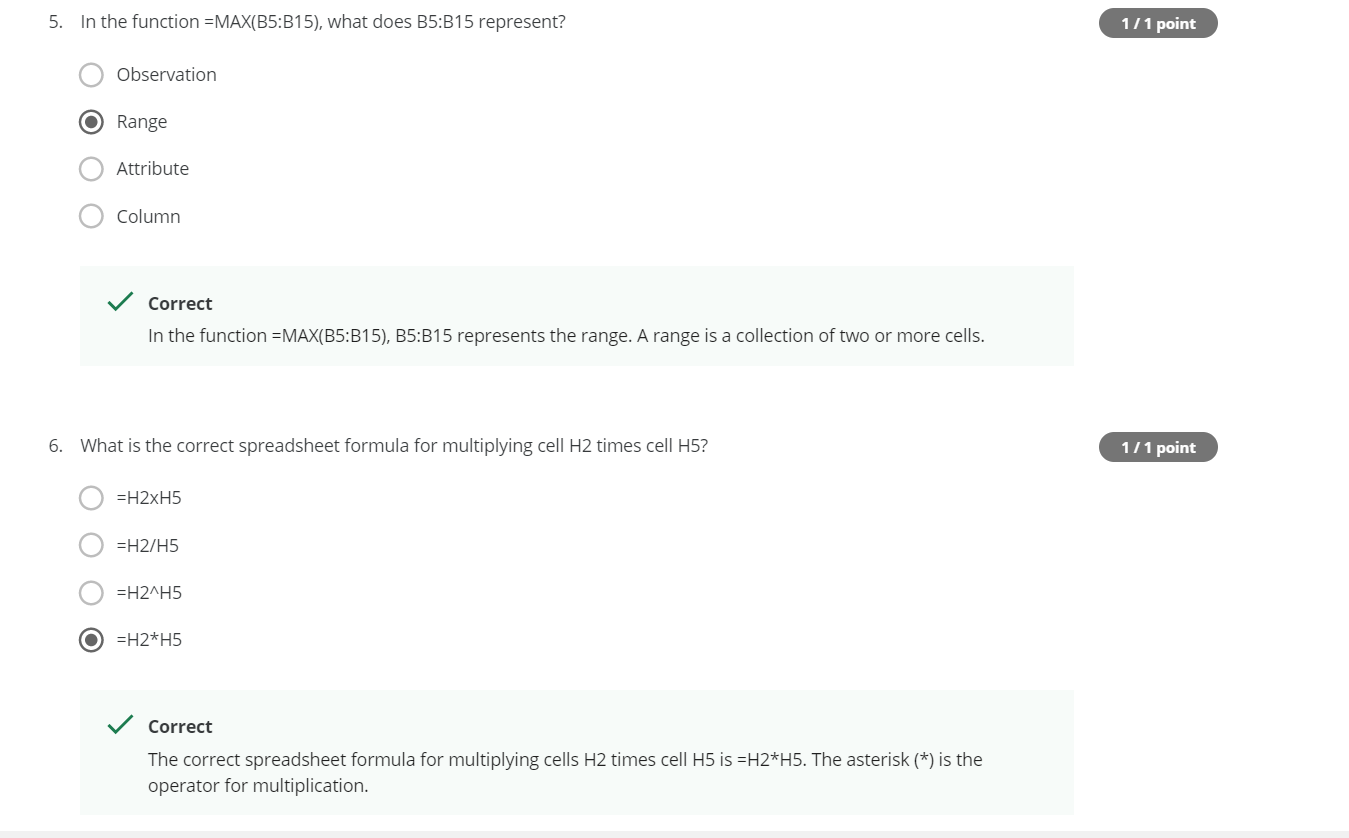 5. In the function =MAX(B5:B15), what does B5:B15 represent?
1 / 1 point
Observation
Range
Attribute
Column
Correct
In the function =MAX(B5:B15), B5:B15 represents the range. A range is a collection of two or more cells.
6. What is the correct spreadsheet formula for multiplying cell H2 times cell H5?
1 / 1 point
=H2xH5
=H2/H5
=H2^H5
=H2*H5
Correct
The correct spreadsheet formula for multiplying cells H2 times cell H5 is =H2*H5. The asterisk (*) is the
operator for multiplication.